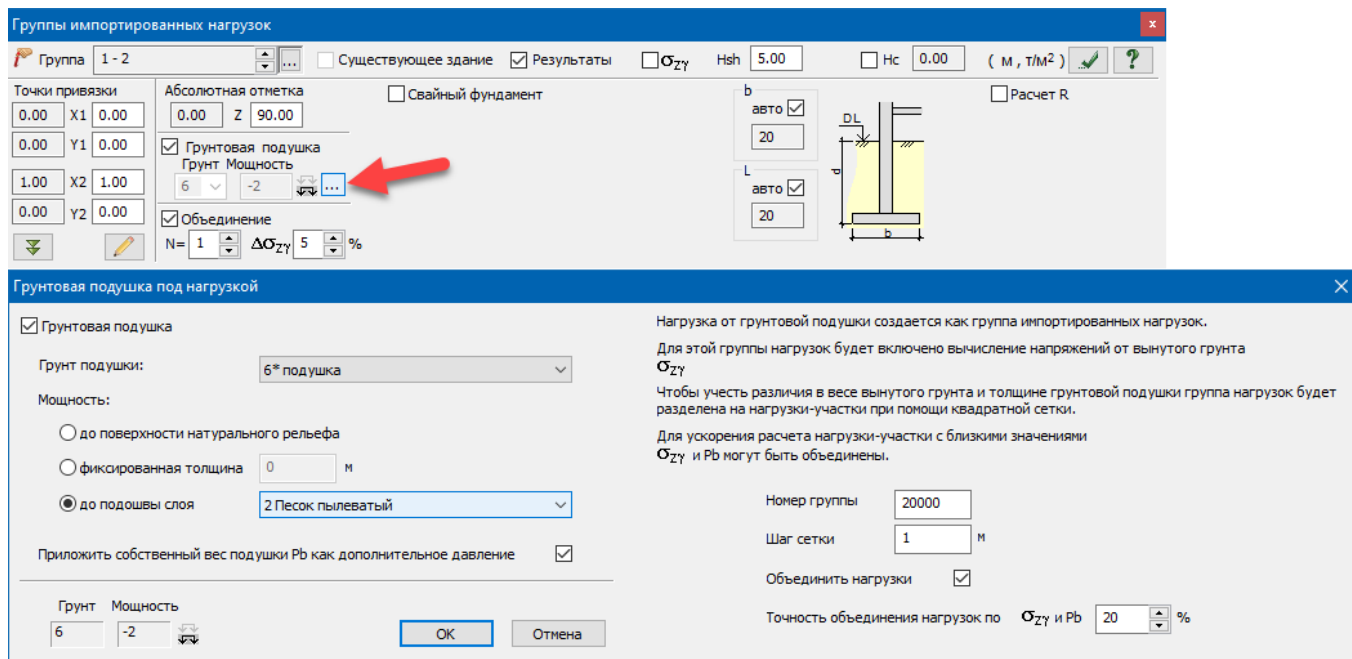 Группы импортированных нагрузок
x
Группа 1 - 2 ... Существующее здание Результаты σZγ Hsh 5.00 Hc 0.00 ( м , т/м² ) ?
Точки привязки
0.00 X1 0.00
0.00 Y1 0.00
1.00 X2 1.00
0.00 Y2 0.00
Абсолютная отметка
0.00 Z 90.00
Грунтовая подушка
Грунт Мощность
6 -2 ...
Объединение
N= 1 ΔσZγ 5 %
Свайный фундамент
b
авто
20
L
авто
20
DL
d
b
Расчет R
Грунтовая подушка под нагрузкой
Грунтовая подушка
Грунт подушки: 6* подушка
Мощность:
до поверхности натурального рельефа
фиксированная толщина 0 м
до подошвы слоя 2 Песок пылеватый
Приложить собственный вес подушки Pb как дополнительное давление
Грунт Мощность
6 -2
OK Отмена
Нагрузка от грунтовой подушки создается как группа импортированных нагрузок.
Для этой группы нагрузок будет включено вычисление напряжений от вынутого грунта
σZγ
Чтобы учесть различия в весе вынутого грунта и толщине грунтовой подушки группа нагрузок будет
разделена на нагрузки-участки при помощи квадратной сетки.
Для ускорения расчета нагрузки-участки с близкими значениями
σZγ и Pb могут быть объединены.
Номер группы 20000
Шаг сетки 1 м
Объединить нагрузки
Точность объединения нагрузок по σZγ и Pb 20 %